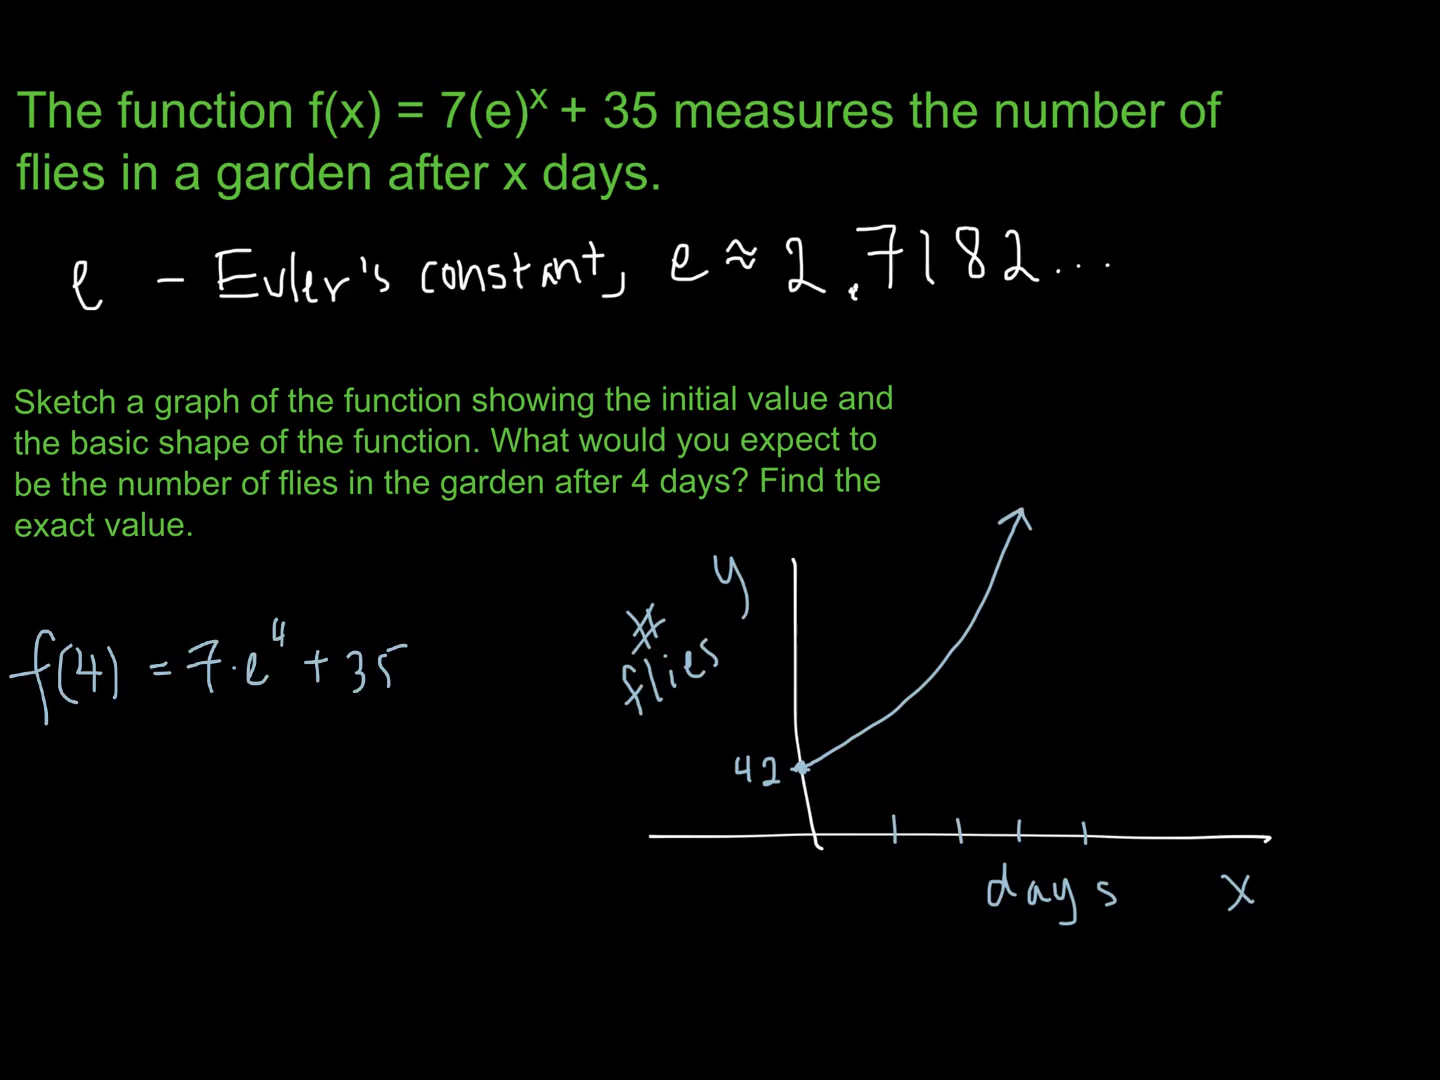 The function f(x) = 7(e)ˣ + 35 measures the number of
flies in a garden after x days.
e - Euler's constant, e ≈ 2.7182...
Sketch a graph of the function showing the initial value and
the basic shape of the function. What would you expect to
be the number of flies in the garden after 4 days? Find the
exact value.
f(4) = 7·e⁴ + 35
y
#
flies
42
days
x